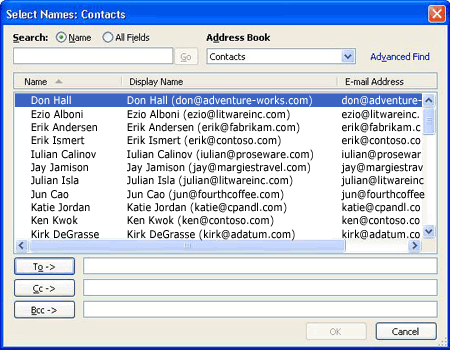 Select Names: Contacts
Search: Name All Fields Address Book
Go Contacts Advanced Find
Name Display Name E-mail Address
Don Hall Don Hall (don@adventure-works.com) don@adventure-
Ezio Alboni Ezio Alboni (ezio@litwareinc.com) ezio@litwareinc.
Erik Andersen Erik Andersen (erik@fabrikam.com) erik@fabrikam.co
Erik Ismert Erik Ismert (erik@contoso.com) erik@contoso.com
Iulian Calinov Iulian Calinov (iulian@proseware.com) iulian@proseware
Jay Jamison Jay Jamison (jay@margiestravel.com) jay@margiestrav
Julian Isla Julian Isla (julian@litwareinc.com) julian@litwareinc
Jun Cao Jun Cao (jun@fourthcoffee.com) jun@fourthcoffe
Katie Jordan Katie Jordan (katie@cpandl.com) katie@cpandl.co
Ken Kwok Ken Kwok (ken@contoso.com) ken@contoso.co
Kirk DeGrasse Kirk DeGrasse (kirk@adatum.com) kirk@adatum.com
To ->
Cc ->
Bcc ->
OK Cancel